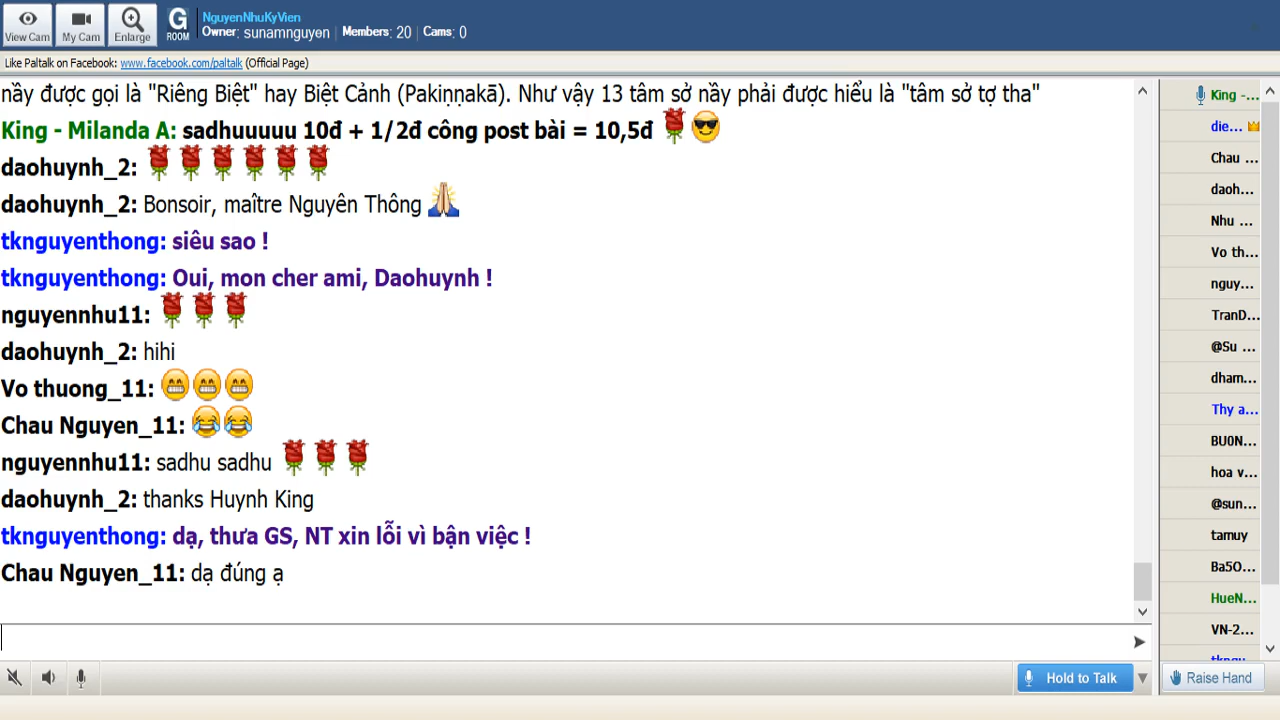 View Cam
My Cam
Enlarge
G
ROOM
NguyenNhuKyVien
Owner: sunamnguyen | Members: 20 | Cams: 0
Like Paltalk on Facebook: www.facebook.com/paltalk (Official Page)
nầy được gọi là "Riêng Biệt" hay Biệt Cảnh (Pakiṇṇakā). Như vậy 13 tâm sở nầy phải được hiểu là "tâm sở tợ tha"
King - Milanda A: sadhuuuuu 10đ + 1/2đ công post bài = 10,5đ
daohuynh_2:
daohuynh_2: Bonsoir, maître Nguyên Thông
tknguyenthong: siêu sao !
tknguyenthong: Oui, mon cher ami, Daohuynh !
nguyennhu11:
daohuynh_2: hihi
Vo thuong_11:
Chau Nguyen_11:
nguyennhu11: sadhu sadhu
daohuynh_2: thanks Huynh King
tknguyenthong: dạ, thưa GS, NT xin lỗi vì bận việc !
Chau Nguyen_11: dạ đúng ạ
Hold to Talk
King -...
die...
Chau ...
daoh...
Nhu ...
Vo th...
nguy...
TranD...
@Su ...
dham...
Thy a...
BU0N...
hoa v...
@sun...
tamuy
Ba5O...
HueN...
VN-2...
Raise Hand